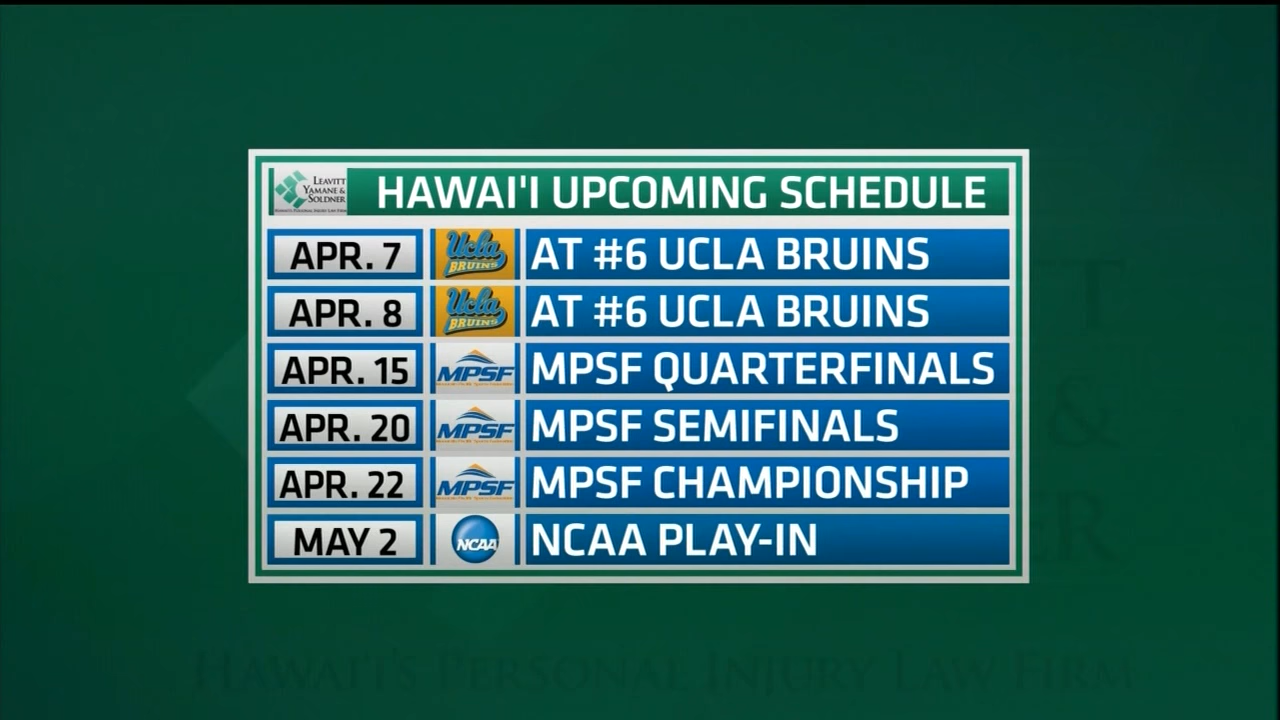 LEAVITT
YAMANE &
SOLDNER
HAWAI'I UPCOMING SCHEDULE
APR. 7 Ucla BRUINS AT #6 UCLA BRUINS
APR. 8 Ucla BRUINS AT #6 UCLA BRUINS
APR. 15 MPSF MPSF QUARTERFINALS
APR. 20 MPSF MPSF SEMIFINALS
APR. 22 MPSF MPSF CHAMPIONSHIP
MAY 2 NCAA NCAA PLAY-IN
HAWAII'S PERSONAL INJURY LAW FIRM